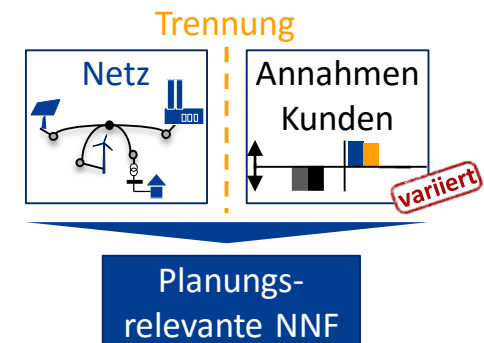 Trennung
Netz
Annahmen
Kunden
variiert
Planungs-
relevante NNF